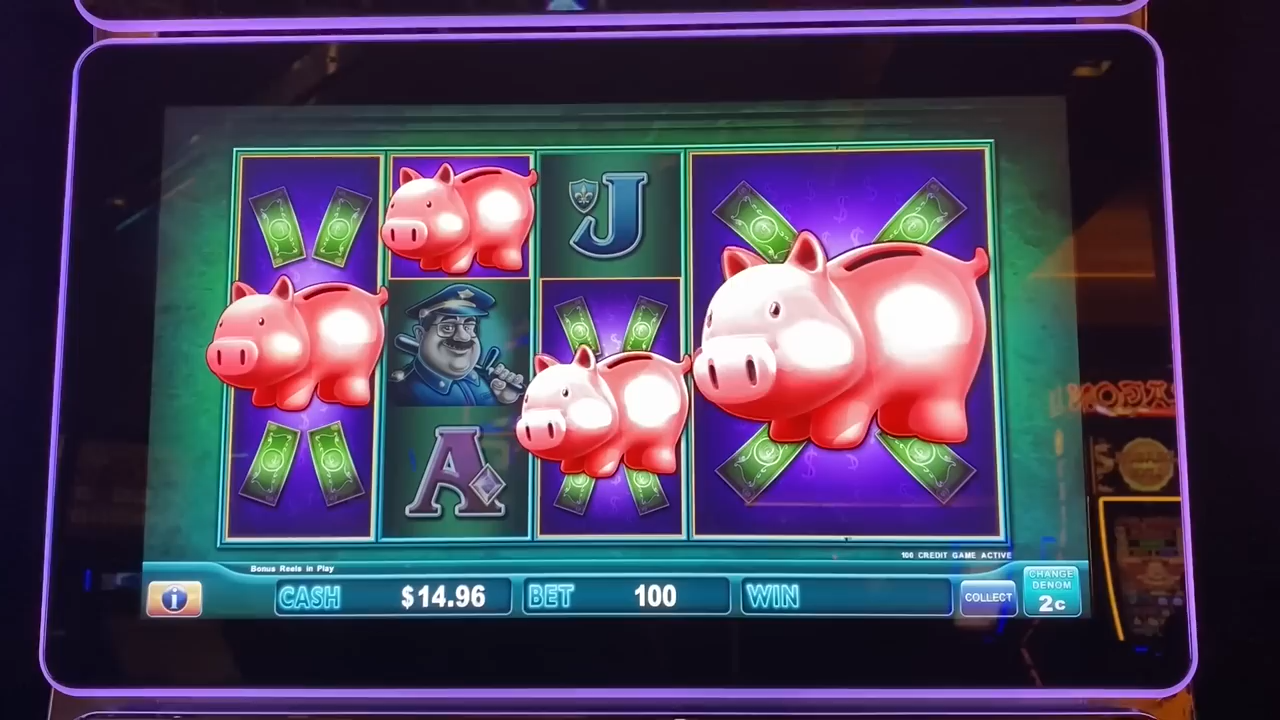 J
A
100 CREDIT GAME ACTIVE
Bonus Reels in Play
i
CASH $14.96
BET 100
WIN
COLLECT
CHANGE
DENOM
2c